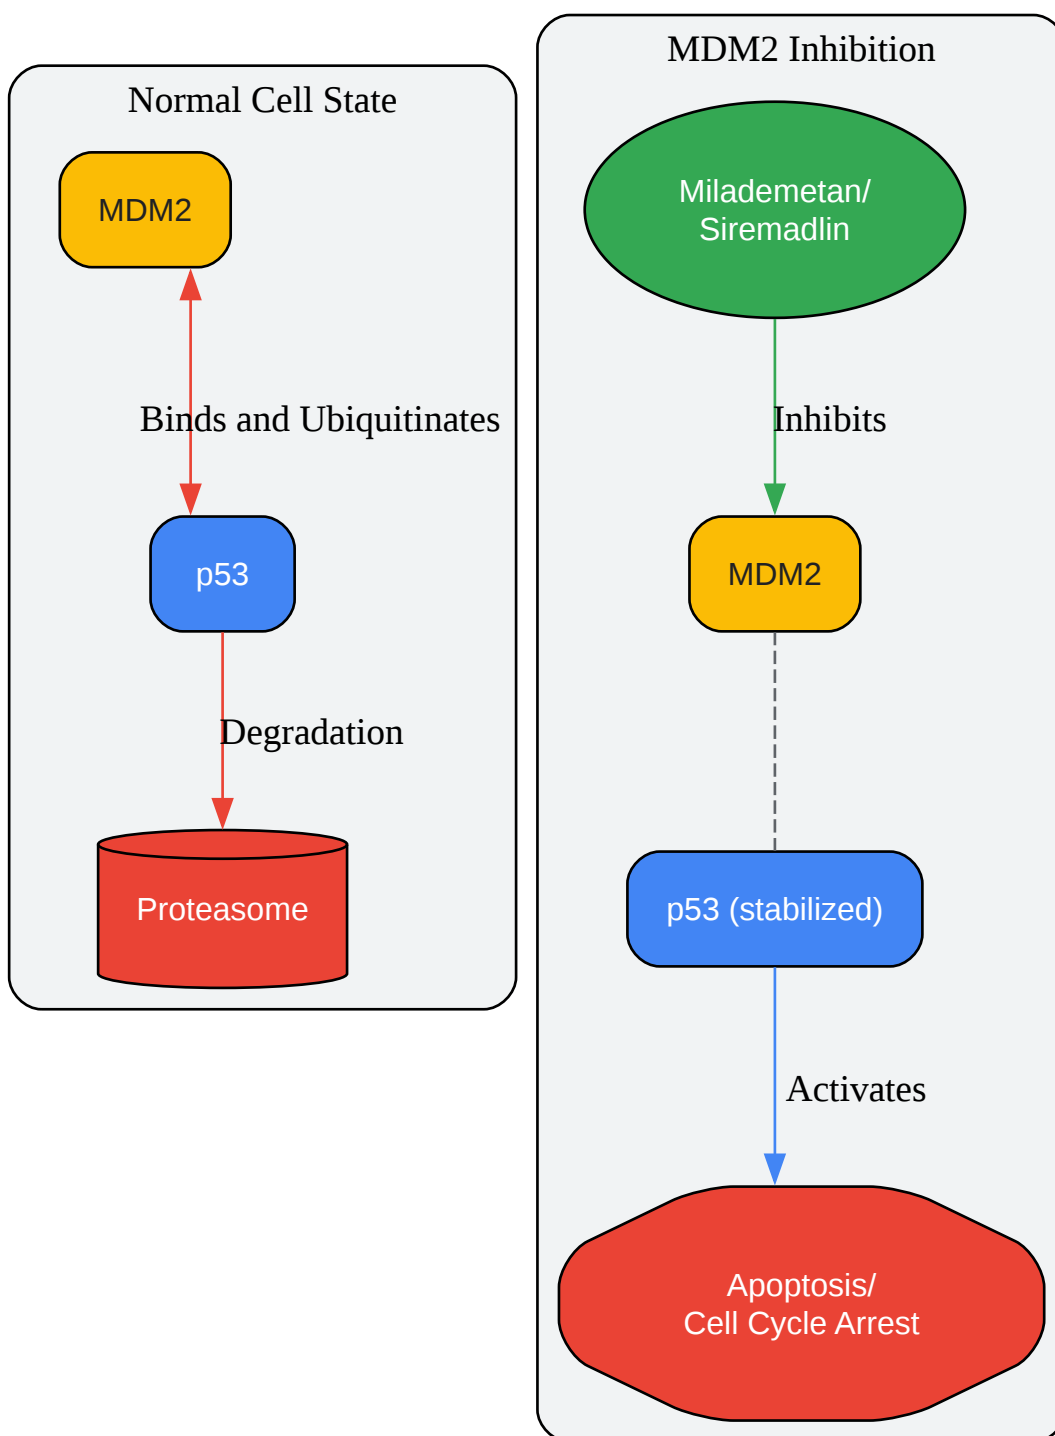 Normal Cell State
MDM2
Binds and Ubiquitinates
p53
Degradation
Proteasome
MDM2 Inhibition
Milademetan/
Siremadlin
Inhibits
MDM2
p53 (stabilized)
Activates
Apoptosis/
Cell Cycle Arrest